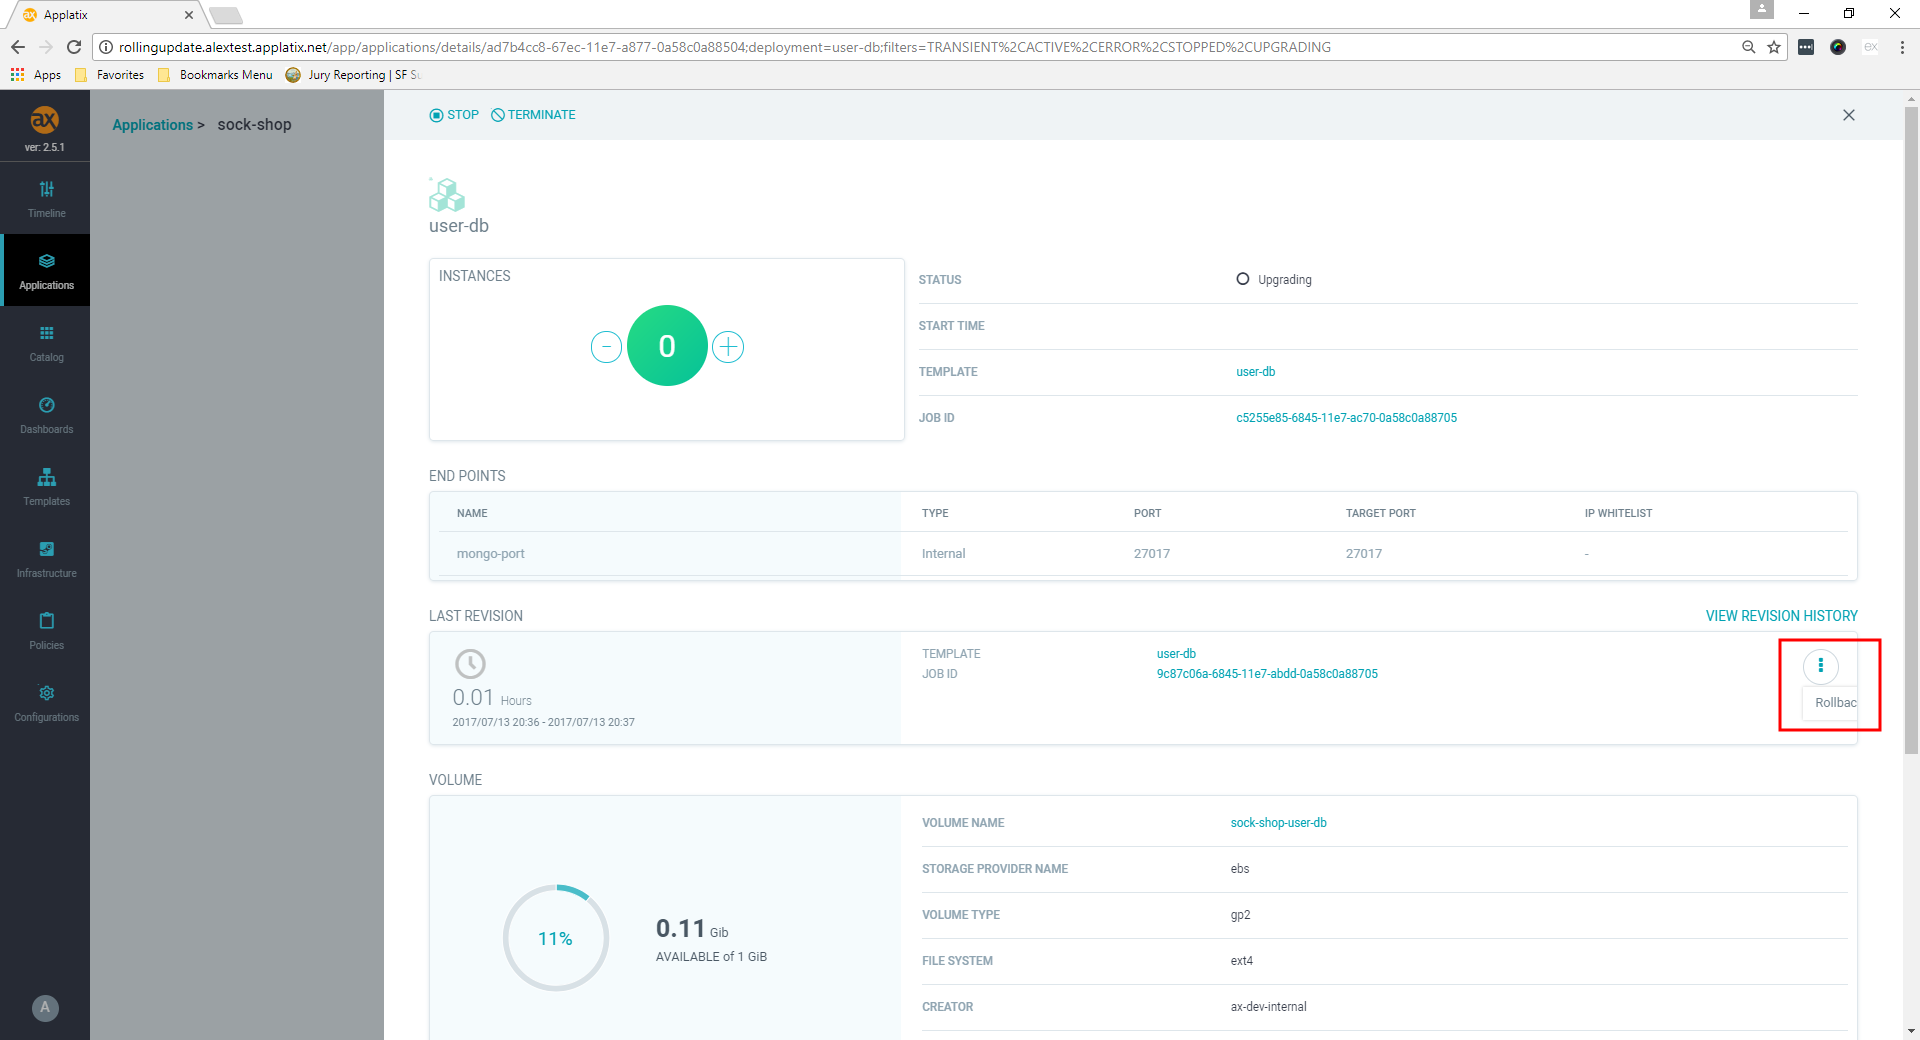 Applatix
rollingupdate.alextest.applatix.net/app/applications/details/ad7b4cc8-67ec-11e7-a877-0a58c0a88504;deployment=user-db;filters=TRANSIENT%2CACTIVE%2CERROR%2CSTOPPED%2CUPGRADING
Apps Favorites Bookmarks Menu Jury Reporting | SF
ax
ver: 2.5.1
Timeline
Applications
Catalog
Dashboards
Templates
Infrastructure
Policies
Configurations
A
Applications > sock-shop
STOP TERMINATE
user-db
INSTANCES
- 0 +
STATUS Upgrading
START TIME
TEMPLATE user-db
JOB ID c5255e85-6845-11e7-ac70-0a58c0a88705
END POINTS
NAME TYPE PORT TARGET PORT IP WHITELIST
mongo-port Internal 27017 27017 -
LAST REVISION VIEW REVISION HISTORY
0.01 Hours
2017/07/13 20:36 - 2017/07/13 20:37
TEMPLATE user-db
JOB ID 9c87c06a-6845-11e7-abdd-0a58c0a88705
Rollbac
VOLUME
11%
0.11 Gib
AVAILABLE of 1 GiB
VOLUME NAME sock-shop-user-db
STORAGE PROVIDER NAME ebs
VOLUME TYPE gp2
FILE SYSTEM ext4
CREATOR ax-dev-internal